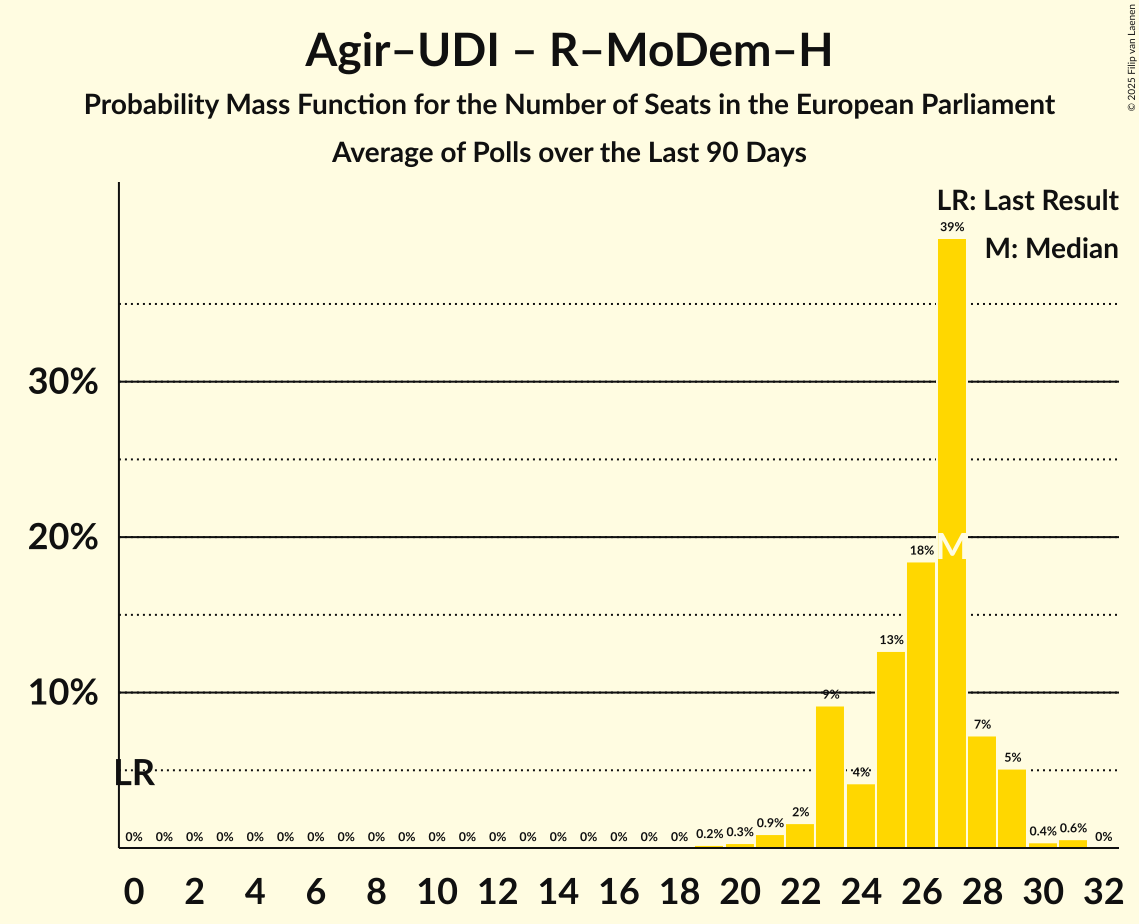 Agir–UDI – R–MoDem–H
Probability Mass Function for the Number of Seats in the European Parliament
Average of Polls over the Last 90 Days
© 2025 Filip van Laenen
LR: Last Result
M: Median
39%
30%
20%
M
18%
13%
10%
9%
7%
5%
4%
LR
2%
0.9%
0% 0% 0% 0% 0% 0% 0% 0% 0% 0% 0% 0% 0% 0% 0% 0% 0% 0% 0% 0.2% 0.3% 0.4% 0.6% 0%
0 2 4 6 8 10 12 14 16 18 20 22 24 26 28 30 32